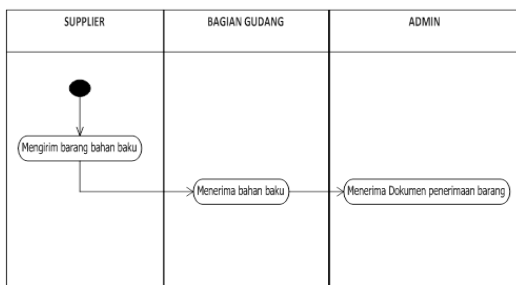 SUPPLIER
BAGIAN GUDANG
ADMIN
Mengirim barang bahan baku
Menerima bahan baku
Menerima Dokumen penerimaan barang